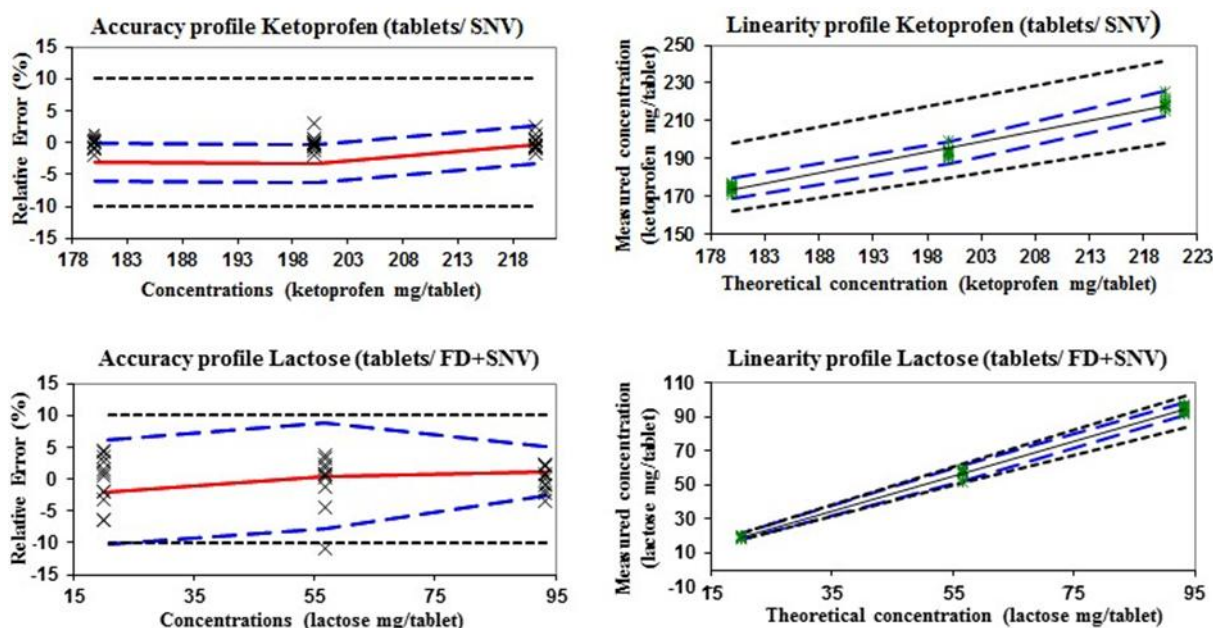 Accuracy profile Ketoprofen (tablets/ SNV)
Relative Error (%)
15
10
5
0
-5
-10
-15
178 183 188 193 198 203 208 213 218
Concentrations (ketoprofen mg/tablet)
Linearity profile Ketoprofen (tablets/ SNV)
Measured concentration
(ketoprofen mg/tablet)
250
230
210
190
170
150
178 183 188 193 198 203 208 213 218 223
Theoretical concentration (ketoprofen mg/tablet)
Accuracy profile Lactose (tablets/ FD+SNV)
Relative Error (%)
15
10
5
0
-5
-10
-15
15 35 55 75 95
Concentrations (lactose mg/tablet)
Linearity profile Lactose (tablets/ FD+SNV)
Measured concentration
(lactose mg/tablet)
110
90
70
50
30
10
-10
15 35 55 75 95
Theoretical concentration (lactose mg/tablet)